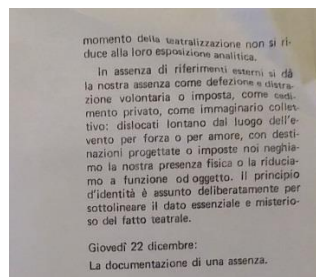 momento della teatralizzazione non si ri-
duce alla loro esposizione analitica.
In assenza di riferimenti esterni si dà
la nostra assenza come defezione e distra-
zione volontaria o imposta, come cedi-
mento privato, come immaginario collet-
tivo: dislocati lontano dal luogo dell'e-
vento per forza o per amore, con desti-
nazioni progettate o imposte noi neghia-
mo la nostra presenza fisica o la riducia-
mo a funzione od oggetto. Il principio
d'identità è assunto deliberatamente per
sottolineare il dato essenziale e misterio-
so del fatto teatrale.
Giovedì 22 dicembre:
La documentazione di una assenza.